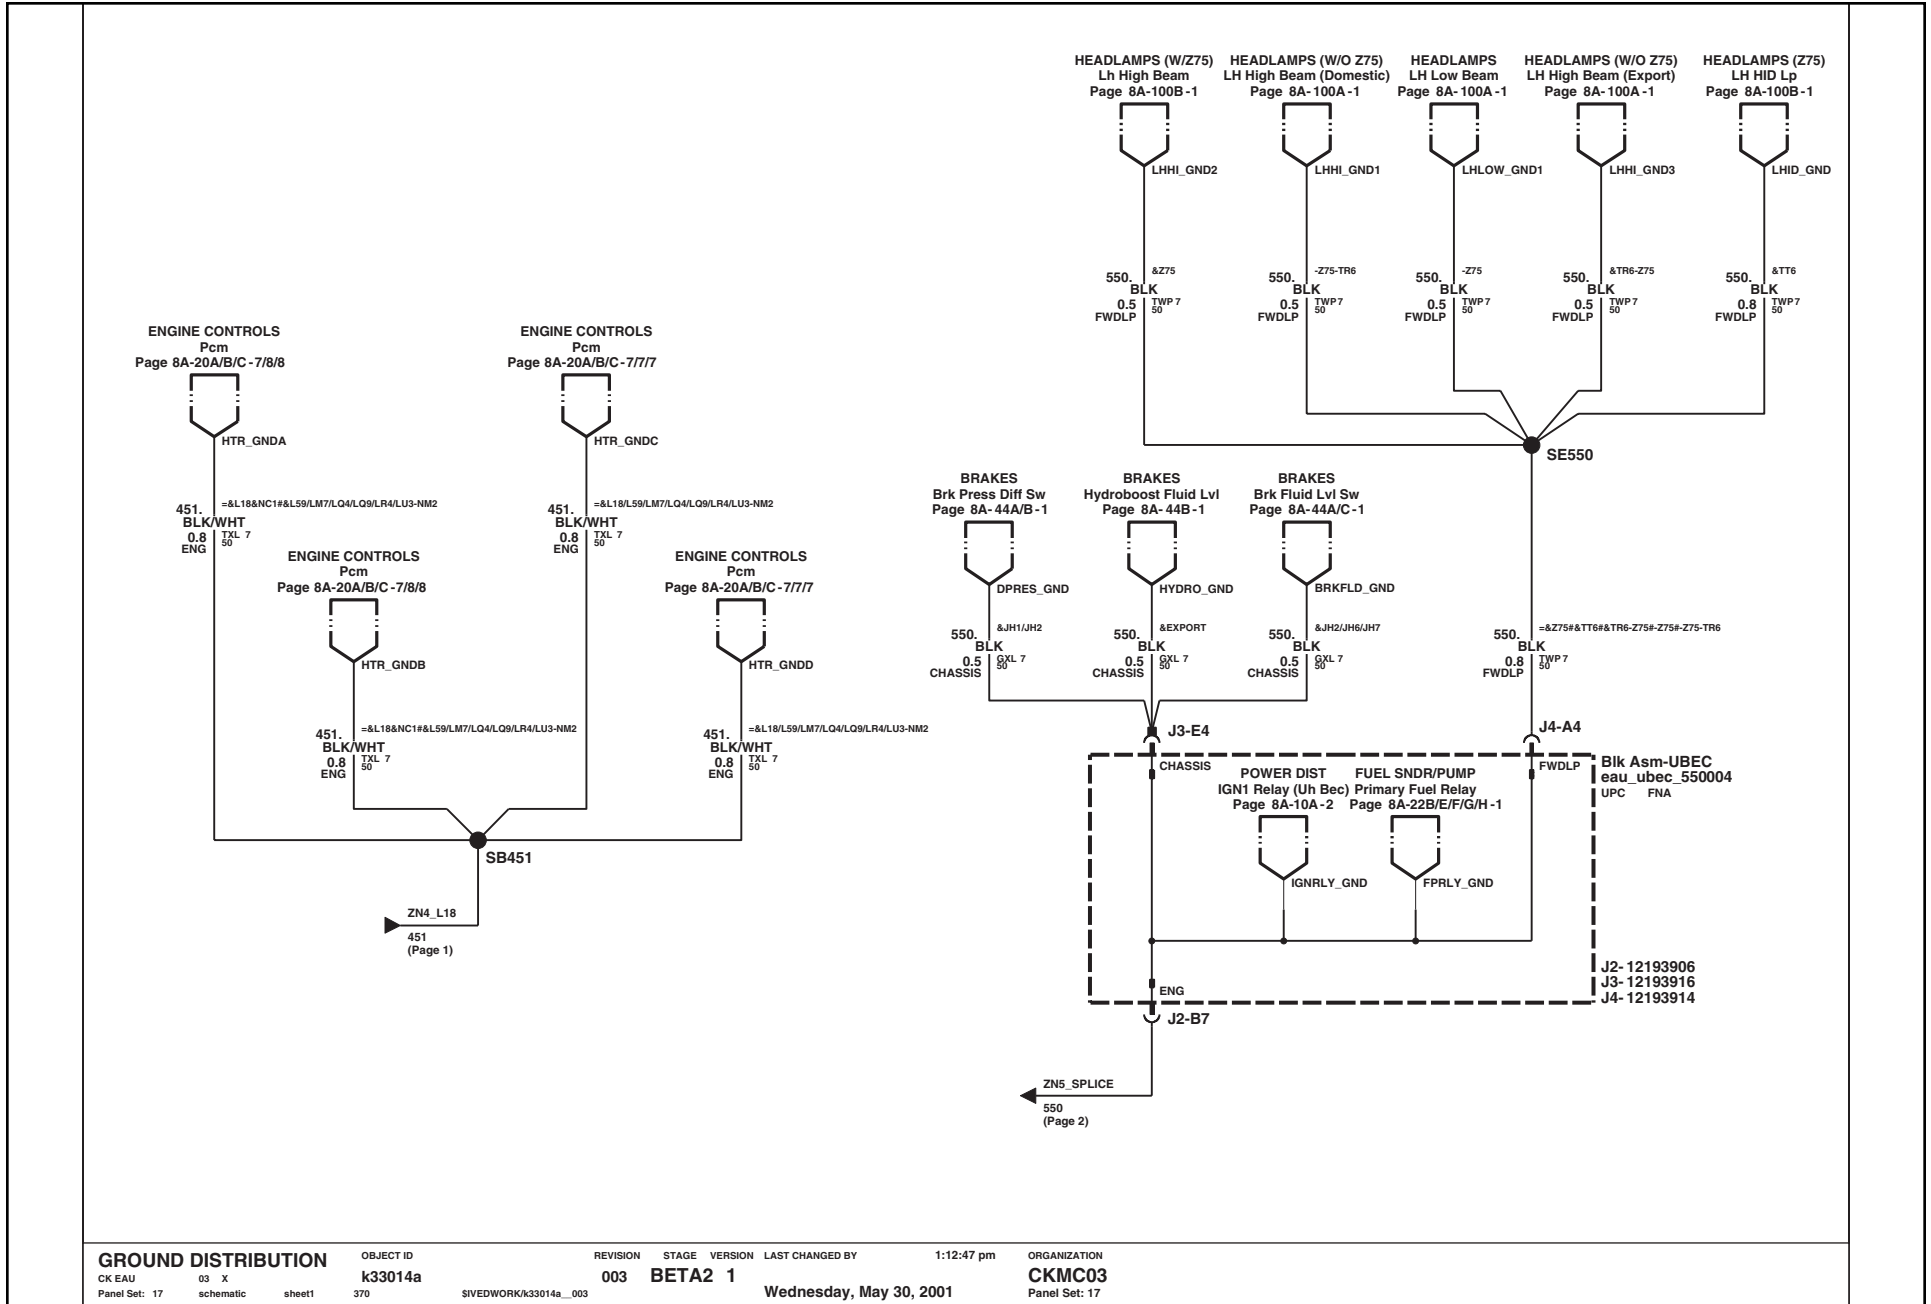 HEADLAMPS (W/Z75)
Lh High Beam
Page 8A-100B-1
HEADLAMPS (W/O Z75)
LH High Beam (Domestic)
Page 8A-100A-1
HEADLAMPS
LH Low Beam
Page 8A-100A-1
HEADLAMPS (W/O Z75)
LH High Beam (Export)
Page 8A-100A-1
HEADLAMPS (Z75)
LH HID Lp
Page 8A-100B-1
LHHI_GND2
LHHI_GND1
LHLOW_GND1
LHHI_GND3
LHID_GND
550. &Z75
BLK
0.5 TWP 7
FWDLP 50
550. -Z75-TR6
BLK
0.5 TWP 7
FWDLP 50
550. -Z75
BLK
0.5 TWP 7
FWDLP 50
550. &TR6-Z75
BLK
0.5 TWP 7
FWDLP 50
550. &TT6
BLK
0.8 TWP 7
FWDLP 50
SE550
ENGINE CONTROLS
Pcm
Page 8A-20A/B/C-7/8/8
HTR_GNDA
451. =&L18&NC1#&L59/LM7/LQ4/LQ9/LR4/LU3-NM2
BLK/WHT
0.8 TXL 7
ENG 50
ENGINE CONTROLS
Pcm
Page 8A-20A/B/C-7/7/7
HTR_GNDC
451. =&L18/L59/LM7/LQ4/LQ9/LR4/LU3-NM2
BLK/WHT
0.8 TXL 7
ENG 50
ENGINE CONTROLS
Pcm
Page 8A-20A/B/C-7/8/8
HTR_GNDB
451. =&L18&NC1#&L59/LM7/LQ4/LQ9/LR4/LU3-NM2
BLK/WHT
0.8 TXL 7
ENG 50
ENGINE CONTROLS
Pcm
Page 8A-20A/B/C-7/7/7
HTR_GNDD
451. =&L18/L59/LM7/LQ4/LQ9/LR4/LU3-NM2
BLK/WHT
0.8 TXL 7
ENG 50
SB451
ZN4_L18
451
(Page 1)
BRAKES
Brk Press Diff Sw
Page 8A-44A/B-1
DPRES_GND
550. &JH1/JH2
BLK
0.5 GXL 7
CHASSIS 50
BRAKES
Hydroboost Fluid Lvl
Page 8A-44B-1
HYDRO_GND
550. &EXPORT
BLK
0.5 GXL 7
CHASSIS 50
BRAKES
Brk Fluid Lvl Sw
Page 8A-44A/C-1
BRKFLD_GND
550. &JH2/JH6/JH7
BLK
0.5 GXL 7
CHASSIS 50
550. =&Z75#&TT6#&TR6-Z75#-Z75#-Z75-TR6
BLK
0.8 TWP 7
FWDLP 50
J3-E4
J4-A4
CHASSIS
FWDLP
Blk Asm-UBEC
eau_ubec_550004
UPC FNA
POWER DIST
IGN1 Relay (Uh Bec)
Page 8A-10A-2
FUEL SNDR/PUMP
Primary Fuel Relay
Page 8A-22B/E/F/G/H-1
IGNRLY_GND
FPRLY_GND
J2-12193906
J3-12193916
J4-12193914
ENG
J2-B7
ZN5_SPLICE
550
(Page 2)
GROUND DISTRIBUTION
CK EAU 03 X
Panel Set: 17 schematic sheet1
OBJECT ID
k33014a
370
$IVEDWORK/k33014a__003
REVISION STAGE VERSION LAST CHANGED BY 1:12:47 pm
003 BETA2 1
Wednesday, May 30, 2001
ORGANIZATION
CKMC03
Panel Set: 17